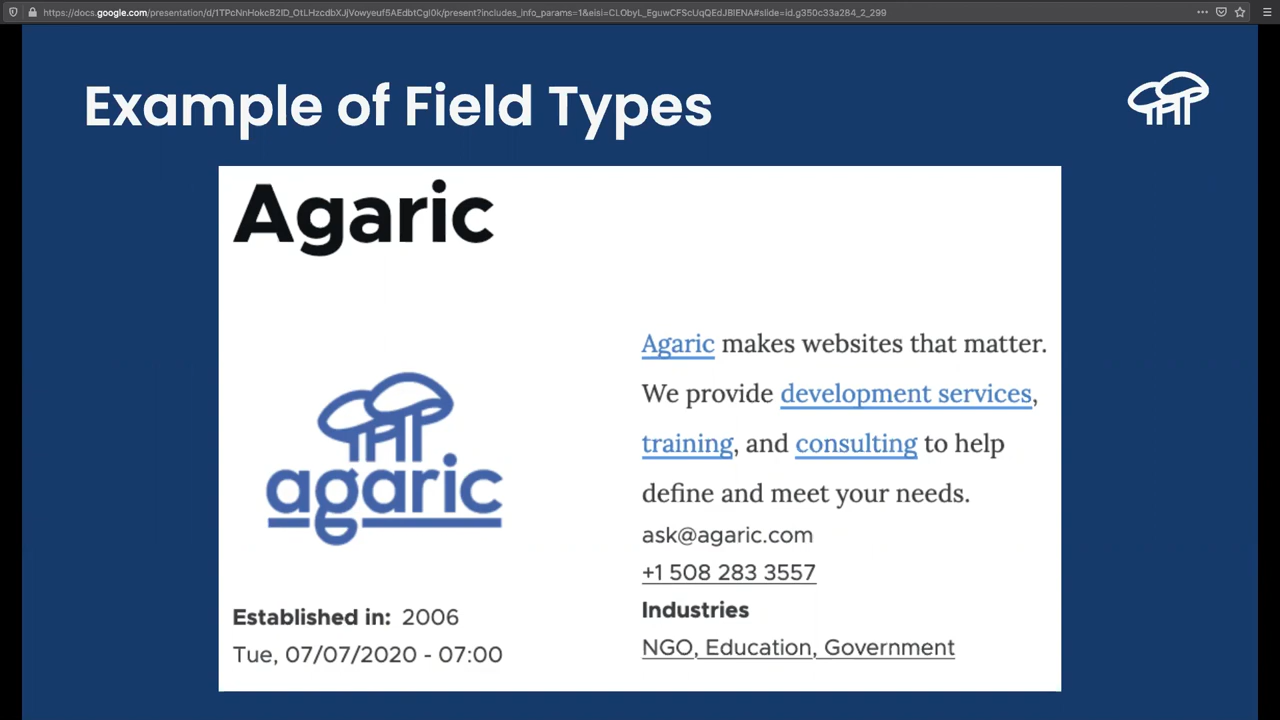 https://docs.google.com/presentation/d/1TPcNnHokcB2ID_OtLHzcdbXJjVowyeuf5AEdbtCgI0k/present?includes_info_params=1&eisi=CLObyL_EguwCFScUqQEdJBIENA#slide=id.g350c33a284_2_299
Example of Field Types
Agaric
agaric
Established in: 2006
Tue, 07/07/2020 - 07:00
Agaric makes websites that matter.
We provide development services,
training, and consulting to help
define and meet your needs.
ask@agaric.com
+1 508 283 3557
Industries
NGO, Education, Government